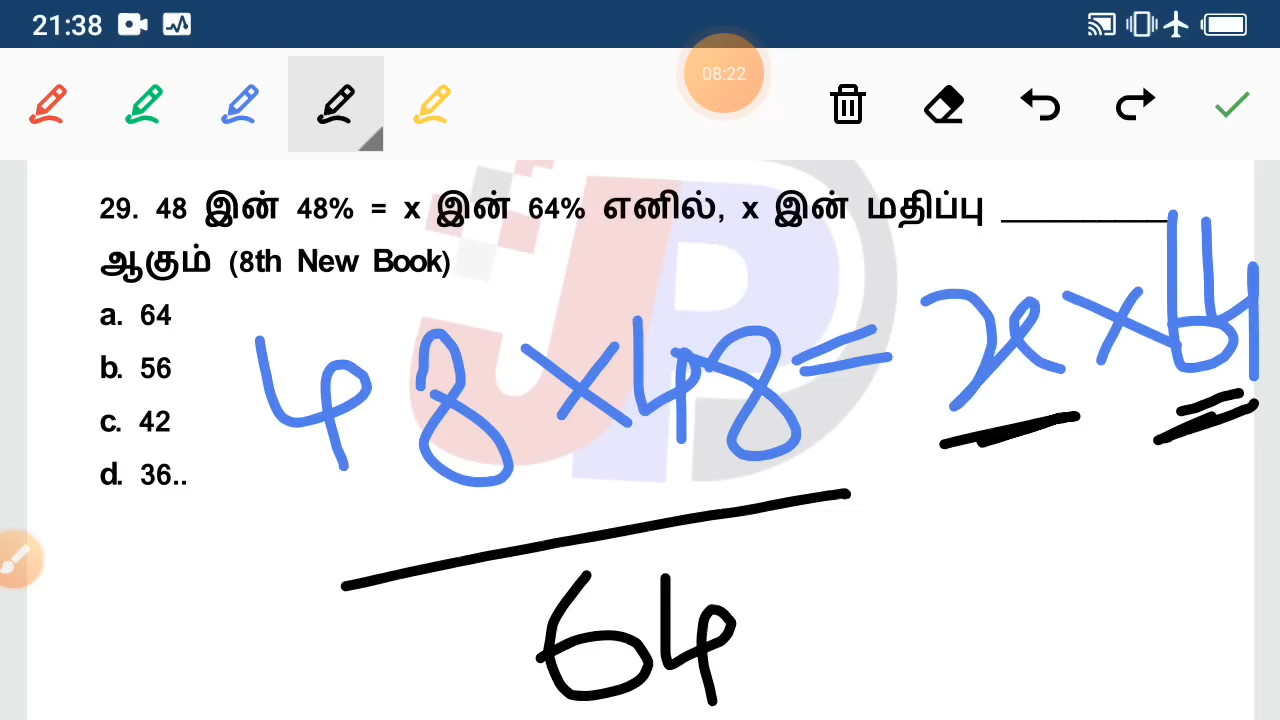 21:38
08:22
29. 48 இன் 48% = x இன் 64% எனில், x இன் மதிப்பு __________
ஆகும் (8th New Book)
a. 64
b. 56
c. 42
d. 36..
48 × 48 = x × 64
64